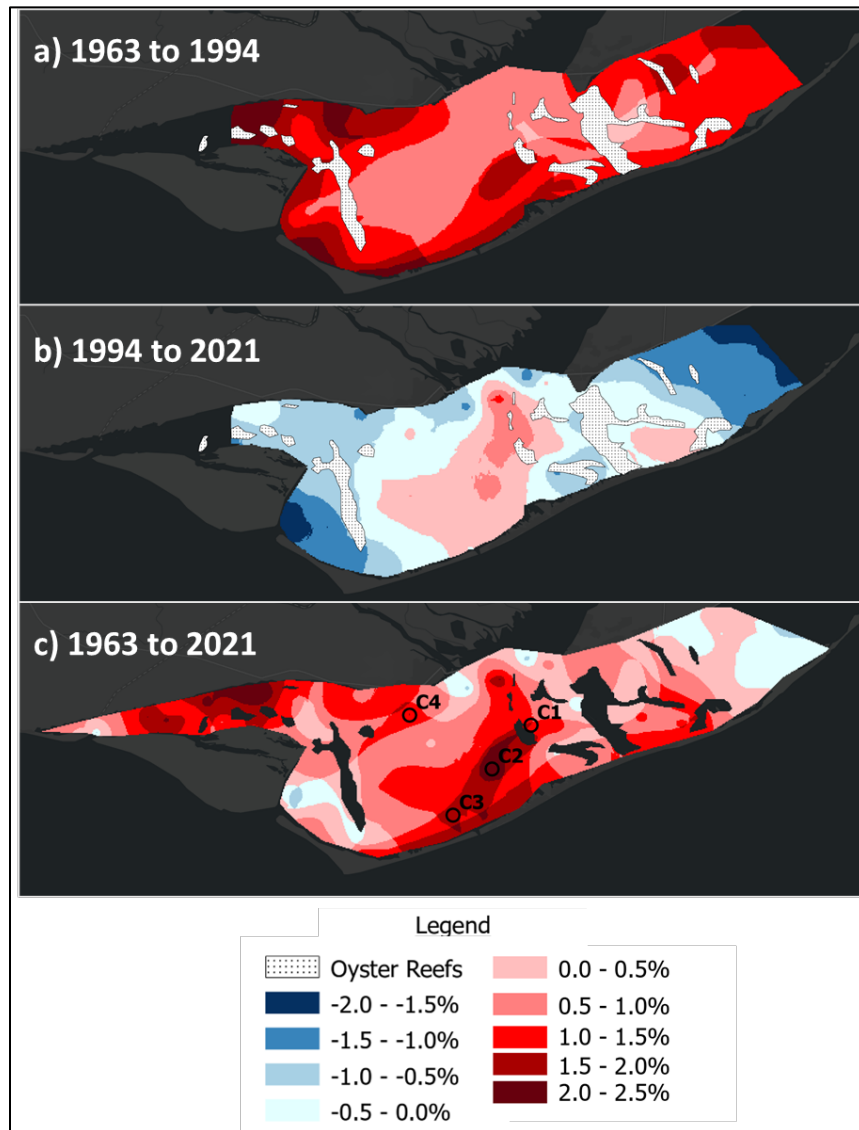 a) 1963 to 1994
b) 1994 to 2021
c) 1963 to 2021
C4
C1
C2
C3
Legend
Oyster Reefs
-2.0 - -1.5%
-1.5 - -1.0%
-1.0 - -0.5%
-0.5 - 0.0%
0.0 - 0.5%
0.5 - 1.0%
1.0 - 1.5%
1.5 - 2.0%
2.0 - 2.5%